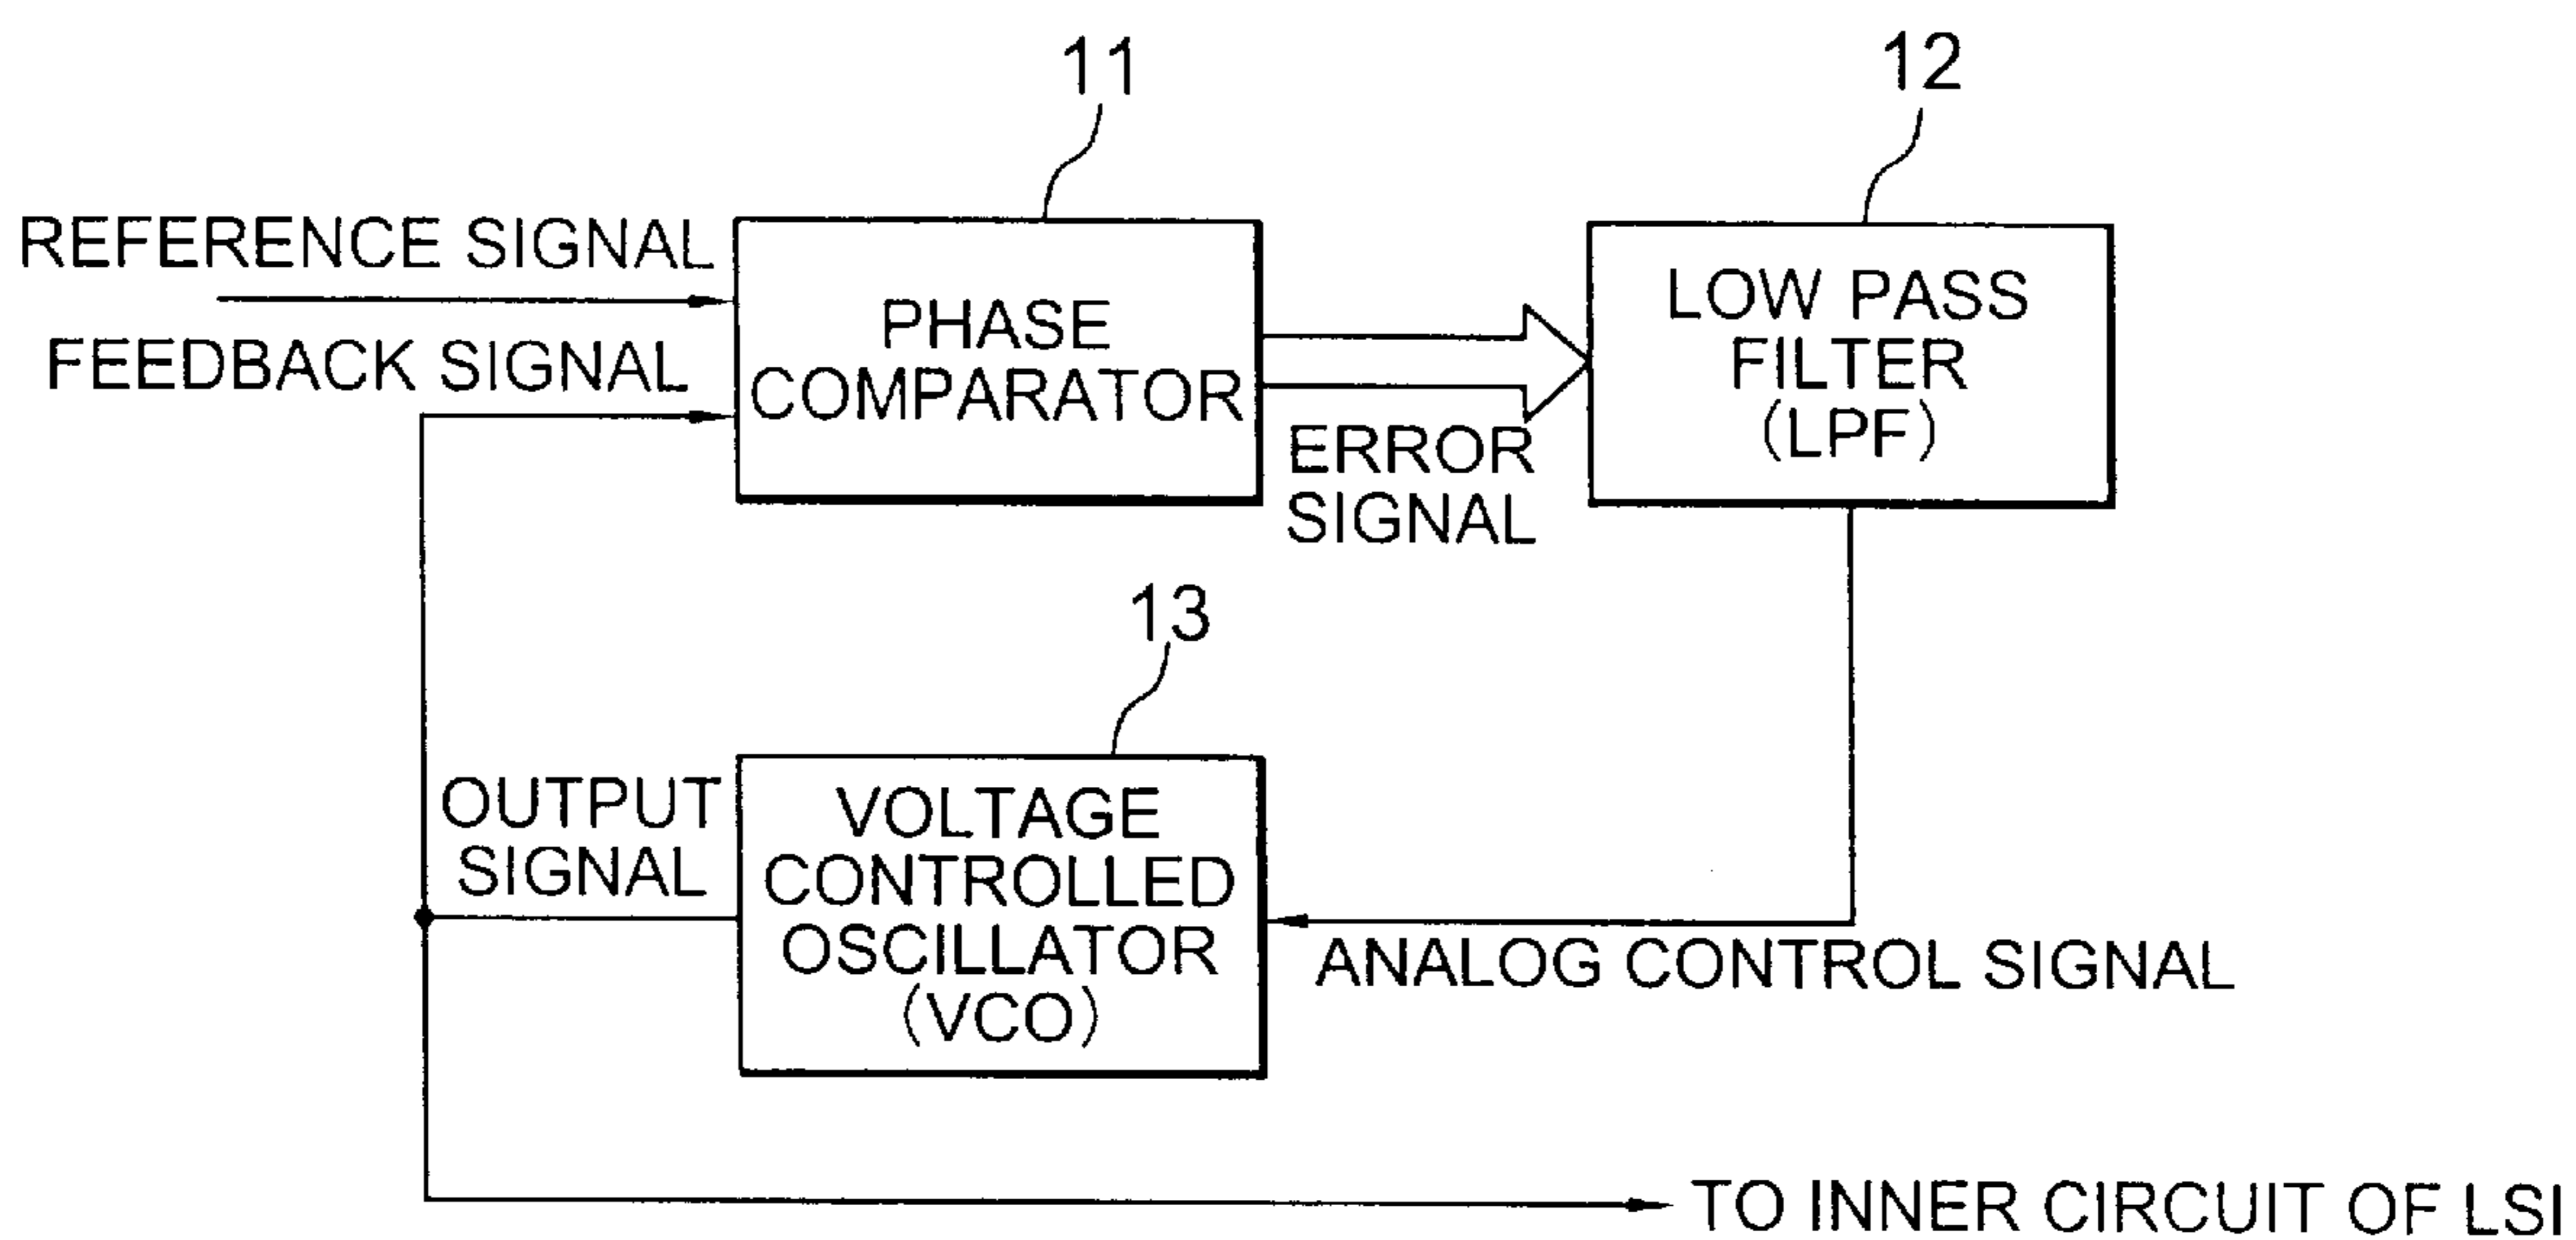 11
12
REFERENCE SIGNAL
FEEDBACK SIGNAL
PHASE
COMPARATOR
ERROR
SIGNAL
LOW PASS
FILTER
(LPF)
13
OUTPUT
SIGNAL
VOLTAGE
CONTROLLED
OSCILLATOR
(VCO)
ANALOG CONTROL SIGNAL
TO INNER CIRCUIT OF LSI